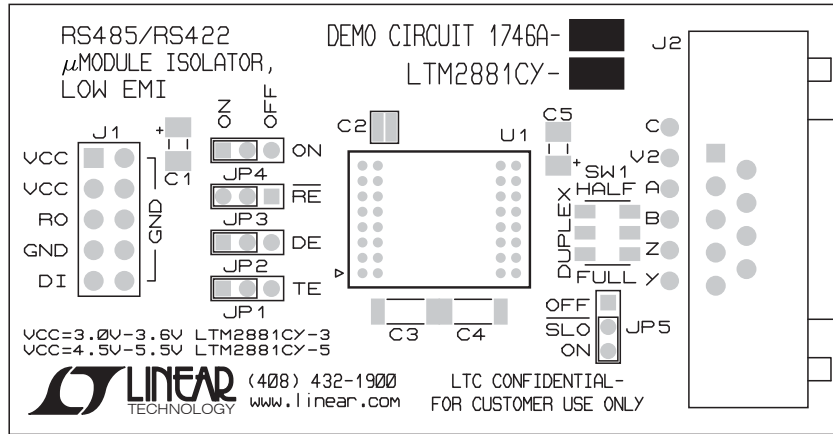 RS485/RS422
µMODULE ISOLATOR,
LOW EMI
DEMO CIRCUIT 1746A-
LTM2881CY-
J2
J1
VCC
VCC
RO
GND
DI
GND
+
C1
ON
OFF
ON
JP4
RE
JP3
DE
JP2
TE
JP1
C2
U1
C5
+
SW1
HALF
DUPLEX
FULL
C
V2
A
B
Z
Y
OFF
SLO
ON
JP5
C3
C4
VCC=3.0V-3.6V LTM2881CY-3
VCC=4.5V-5.5V LTM2881CY-5
LINEAR
TECHNOLOGY
(408) 432-1900
www.linear.com
LTC CONFIDENTIAL-
FOR CUSTOMER USE ONLY